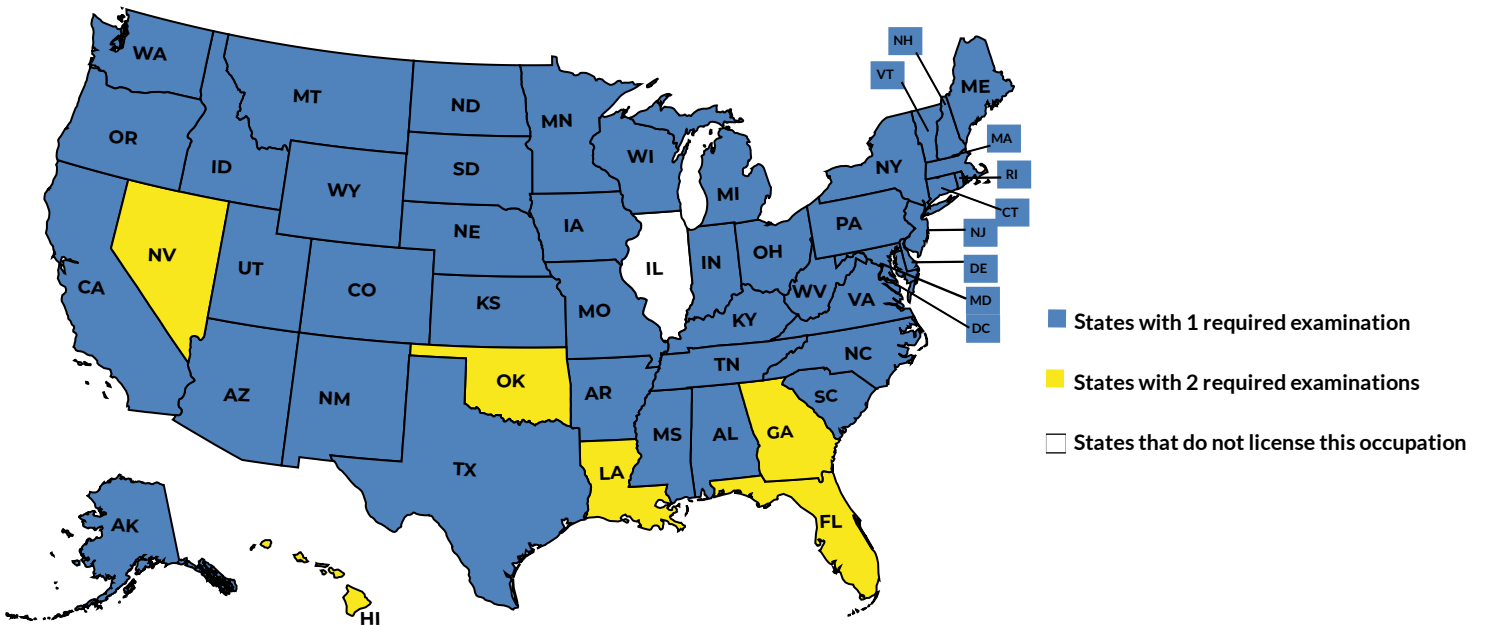 NH
WA
VT
ME
MT
ND
MN
OR
MA
WI
NY
ID
SD
RI
WY
MI
CT
PA
IA
NE
NJ
NV
OH
IN
UT
IL
DE
CA
CO
WV
VA
MD
KS
MO
KY
DC
States with 1 required examination
NC
TN
OK
States with 2 required examinations
AZ
NM
AR
SC
MS
AL
GA
States that do not license this occupation
TX
LA
AK
FL
HI